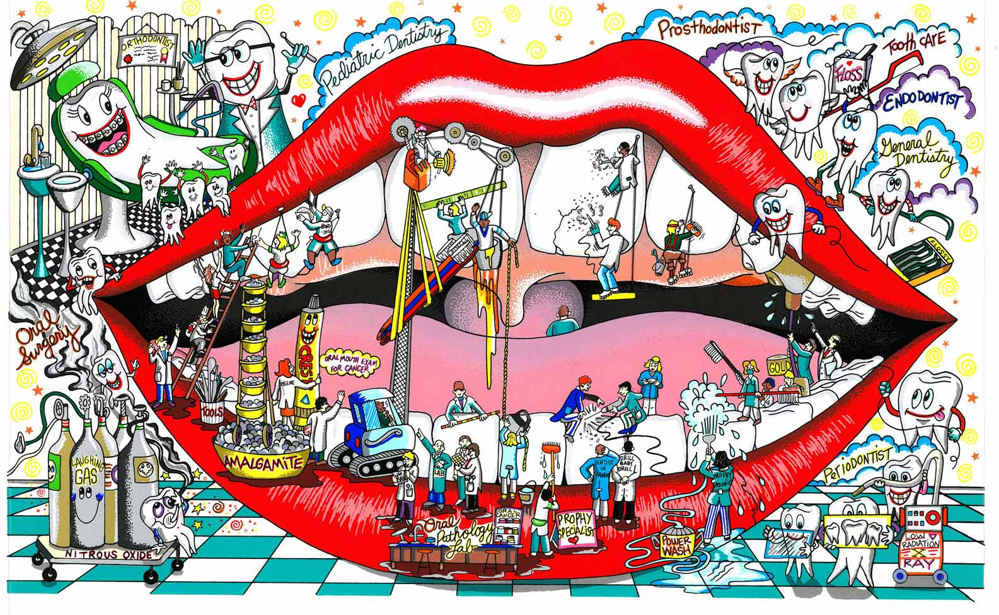 ORTHODONTIST
Pediatric Dentistry
Prosthodontist
Tooth CARE
FLOSS
ENDODONTIST
General
Dentistry
FLOSSY
BOND
-ING
Oral
Surgery
CREST
ORAL MOUTH EXAM
FOR CANCER
HYGIENE
TOOLS
AMALGAMITE
GOLD
LAUGHING
GAS
NITROUS OXIDE
LAB
DENTIST
IN
DRILL
BABY
DRILL
PROPHY
SPECIALIST
Oral
Pathology
Lab
ORAL
CANCER
PROPHY
SPECIALIST
POWER
WASH
PERIODONTIST
LOW
RADIATION
X
RAY